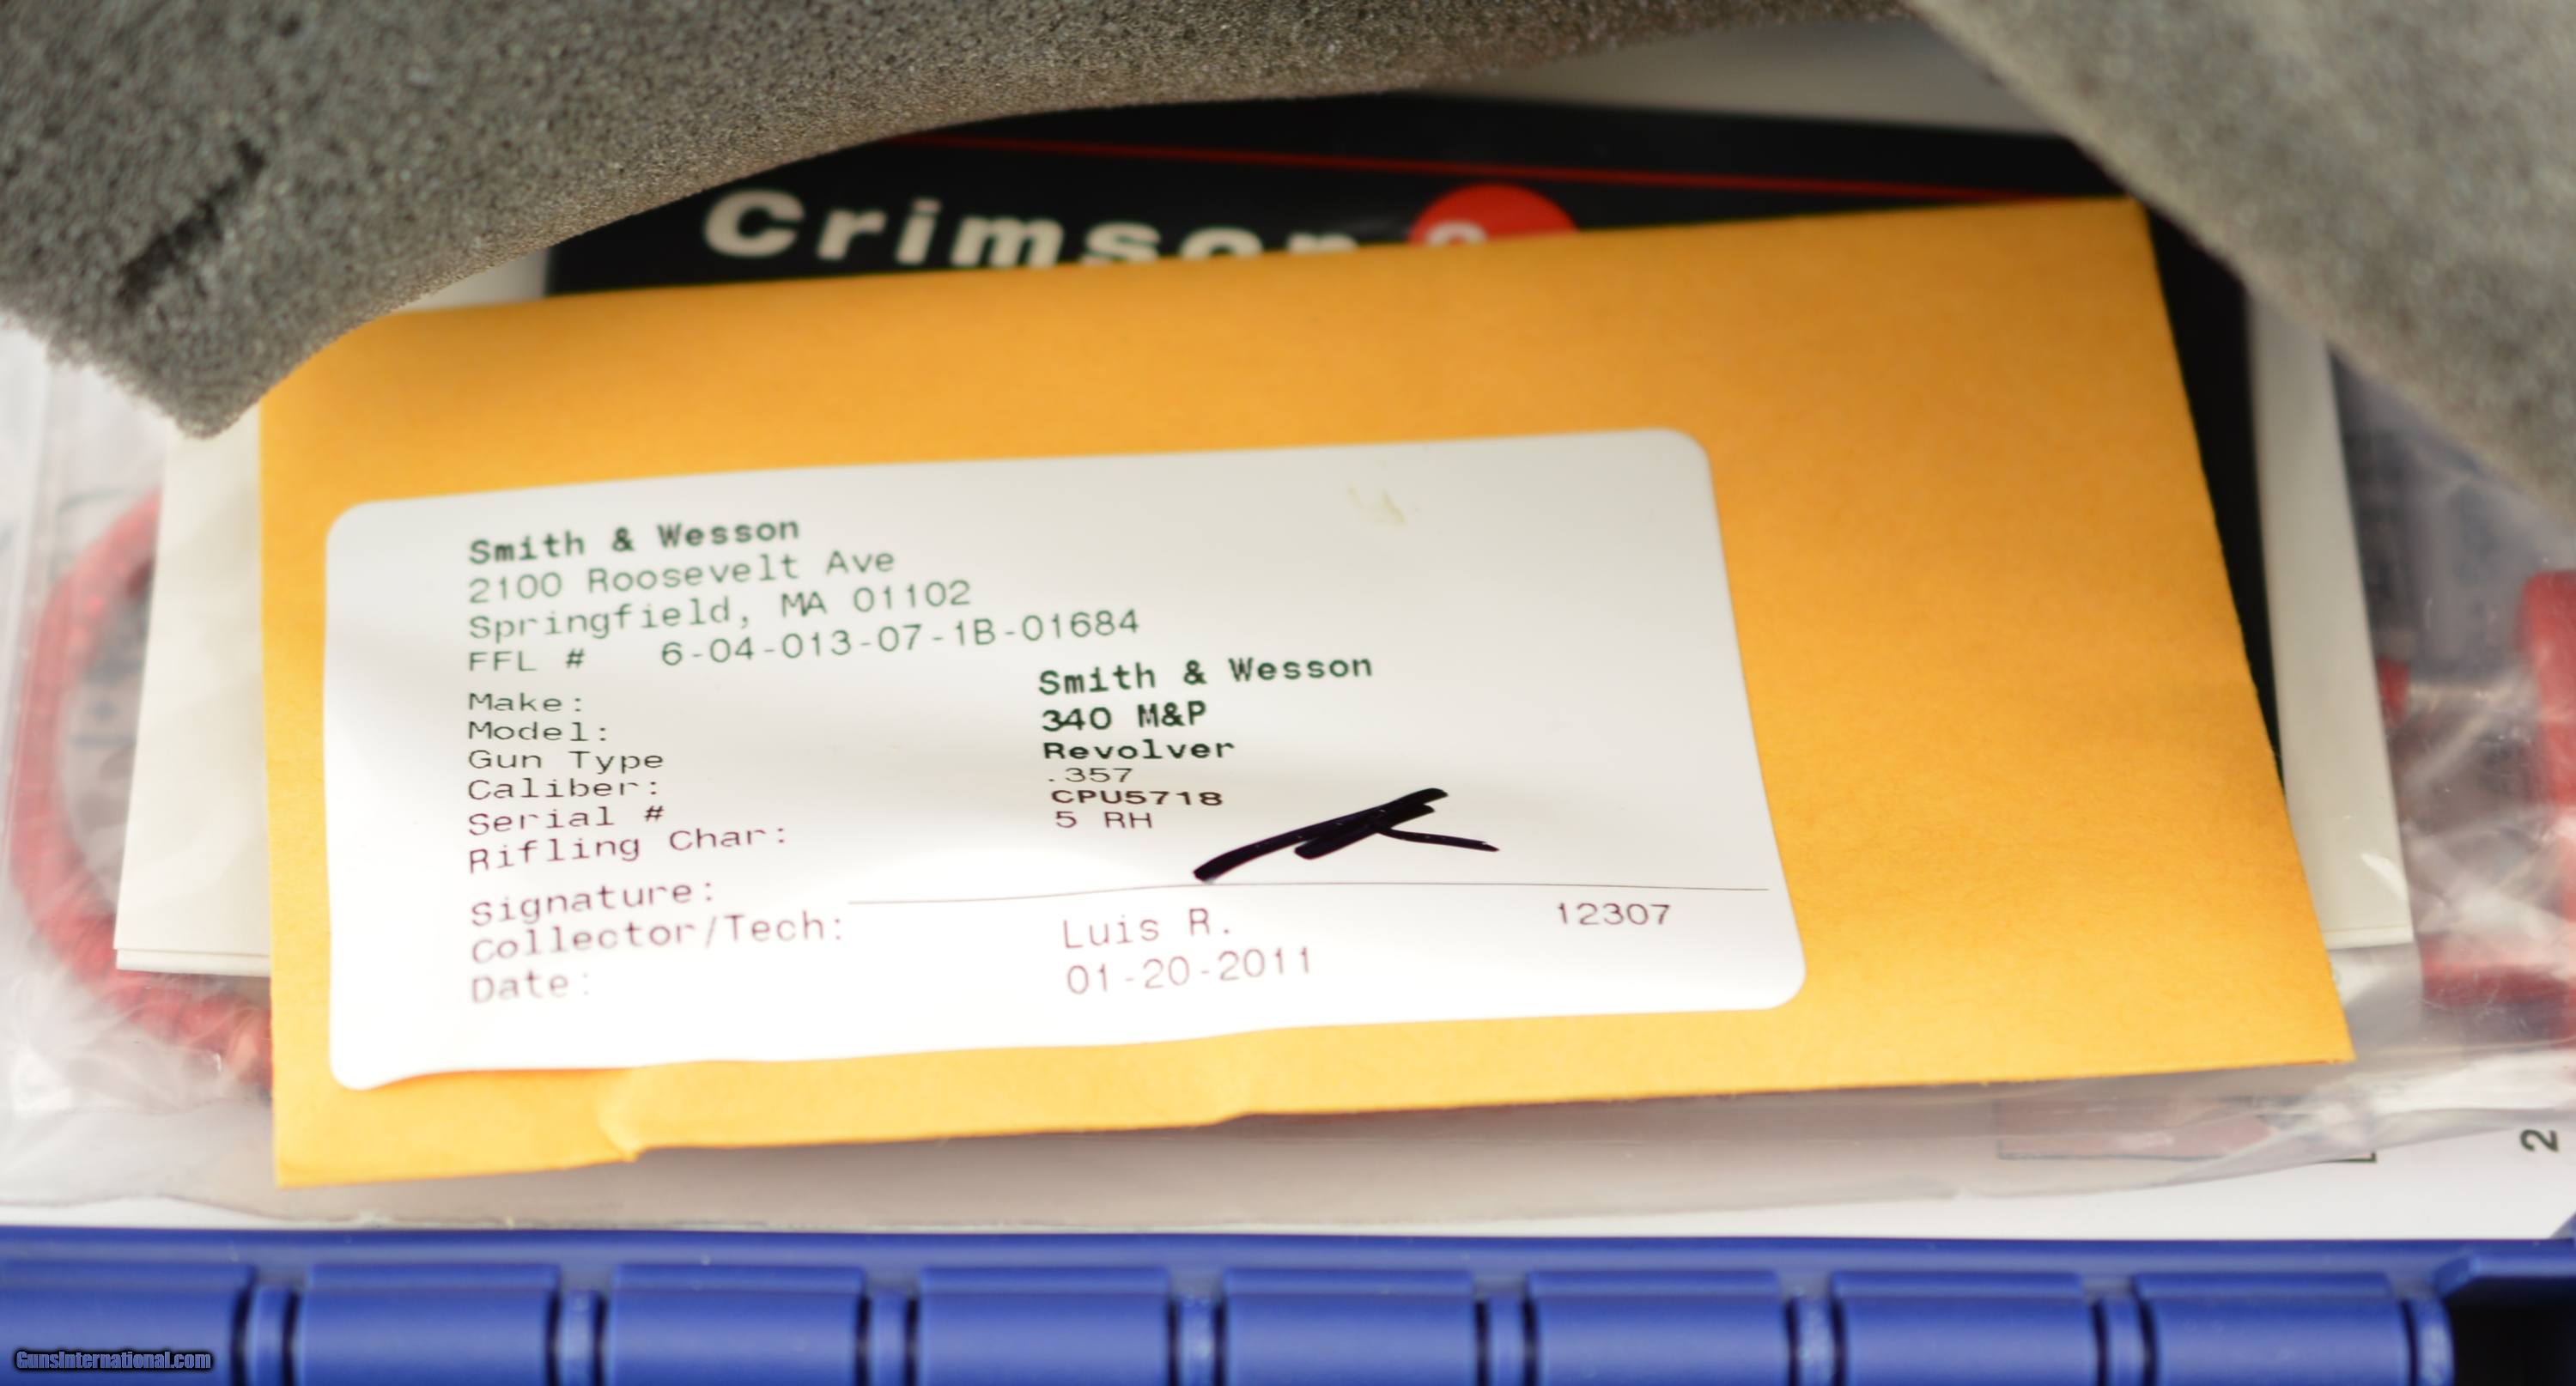 Crimson
Smith & Wesson
2100 Roosevelt Ave
Springfield, MA 01102
FFL # 6-04-013-07-1B-01684
Make: Smith & Wesson
Model: 340 M&P
Gun Type Revolver
Caliber: .357
Serial # CPU5718
Rifling Char: 5 RH
Signature:
Collector/Tech: Luis R. 12307
Date: 01-20-2011
2
GunsInternational.com